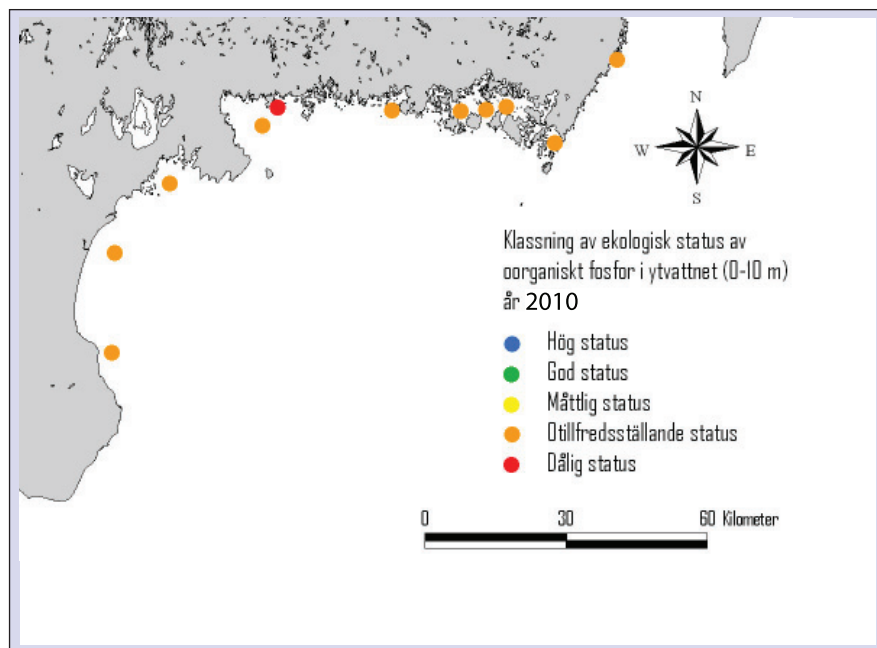 N
W E
S
Klassning av ekologisk status av
oorganiskt fosfor i ytvattnet (0-10 m)
år 2010
Hög status
God status
Måttlig status
Otillfredsställande status
Dålig status
0 30 60 Kilometer